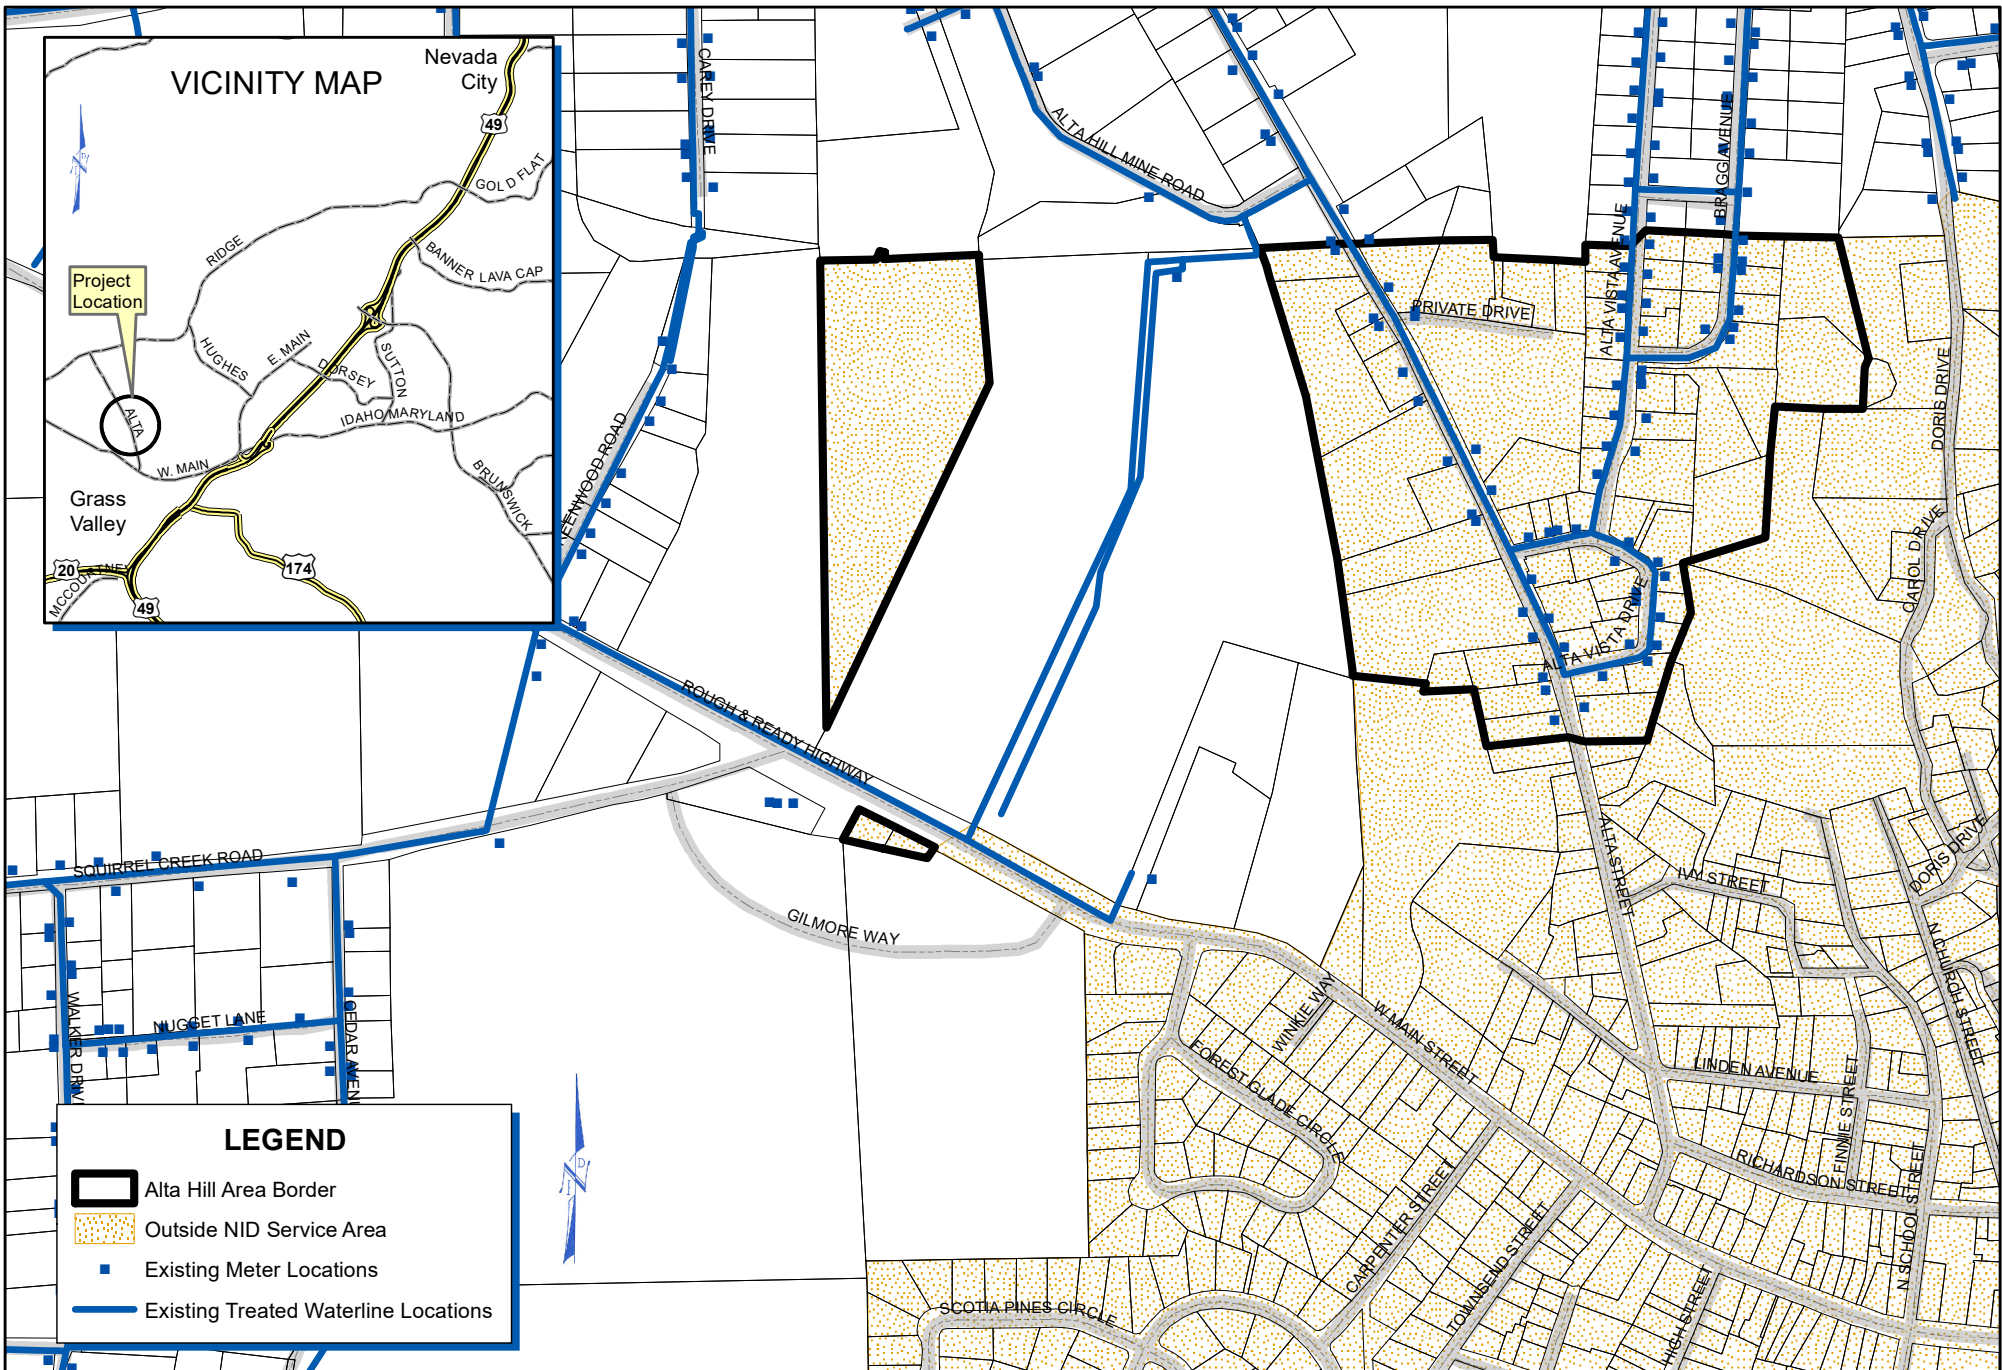 VICINITY MAP
Nevada
City
49
GOLD FLAT
RIDGE
BANNER LAVA CAP
Project
Location
HUGHES
E. MAIN
DORSEY
SUTTON
IDAHO MARYLAND
ALTA
W. MAIN
BRUNSWICK
Grass
Valley
20
MCCOURTNEY
174
49
CAREY DRIVE
ALTA HILL MINE ROAD
BRAGG AVENUE
ALTA VISTA AVENUE
PRIVATE DRIVE
DORIS DRIVE
EENWOOD ROAD
CAROL DRIVE
ALTA VISTA DRIVE
ROUGH & READY HIGHWAY
SQUIRREL CREEK ROAD
GILMORE WAY
ALTA STREET
IVY STREET
DORIS DRIVE
N CHURCH STREET
WALKER DRIV
NUGGET LANE
CEDAR AVENU
WINKIE WAY
W MAIN STREET
FOREST GLADE CIRCLE
LINDEN AVENUE
FINNIE STREET
RICHARDSON STREET
N SCHOOL STREET
CARPENTER STREET
TOWNSEND STREET
HIGH STREET
SCOTIA PINES CIRCLE
LEGEND
Alta Hill Area Border
Outside NID Service Area
Existing Meter Locations
Existing Treated Waterline Locations